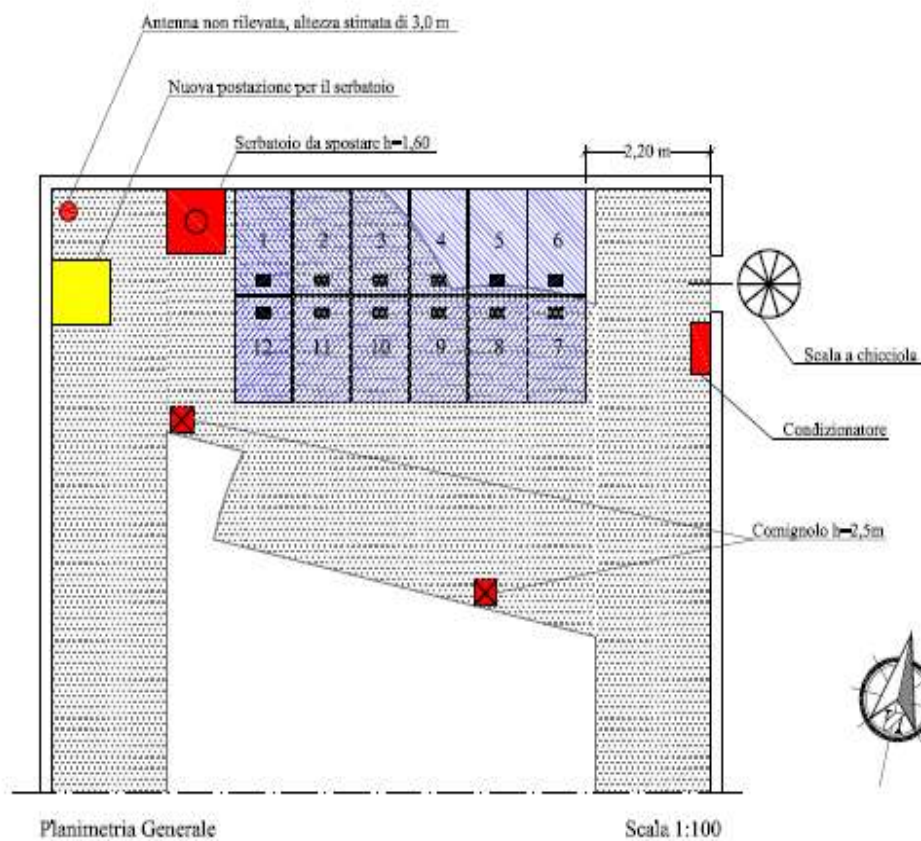 Antenna non rilevata, altezza stimata di 3,0 m
Nuova postazione per il serbatoio
Serbatoio da spostare h=1,60
2,20 m
1 2 3 4 5 6
12 11 10 9 8 7
Scala a chicciola
Condizionatore
Comignolo h=2,5m
Planimetria Generale
Scala 1:100